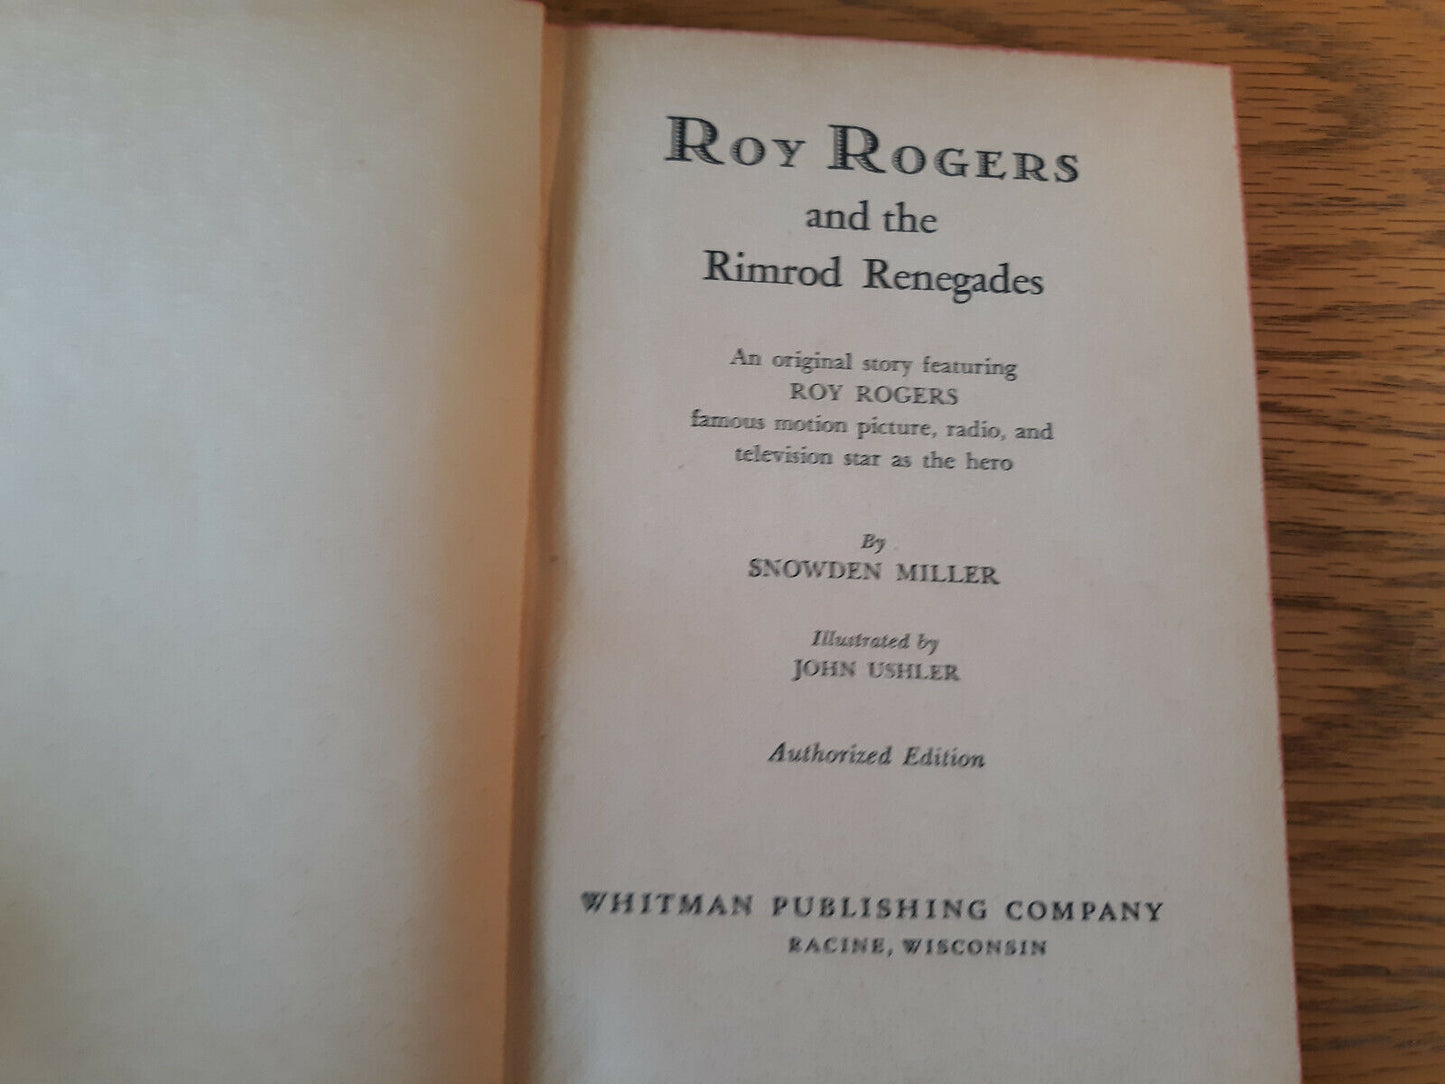 ROY ROGERS
and the
Rimrod Renegades
An original story featuring
ROY ROGERS
famous motion picture, radio, and
television star as the hero
By
SNOWDEN MILLER
Illustrated by
JOHN USHLER
Authorized Edition
WHITMAN PUBLISHING COMPANY
RACINE, WISCONSIN